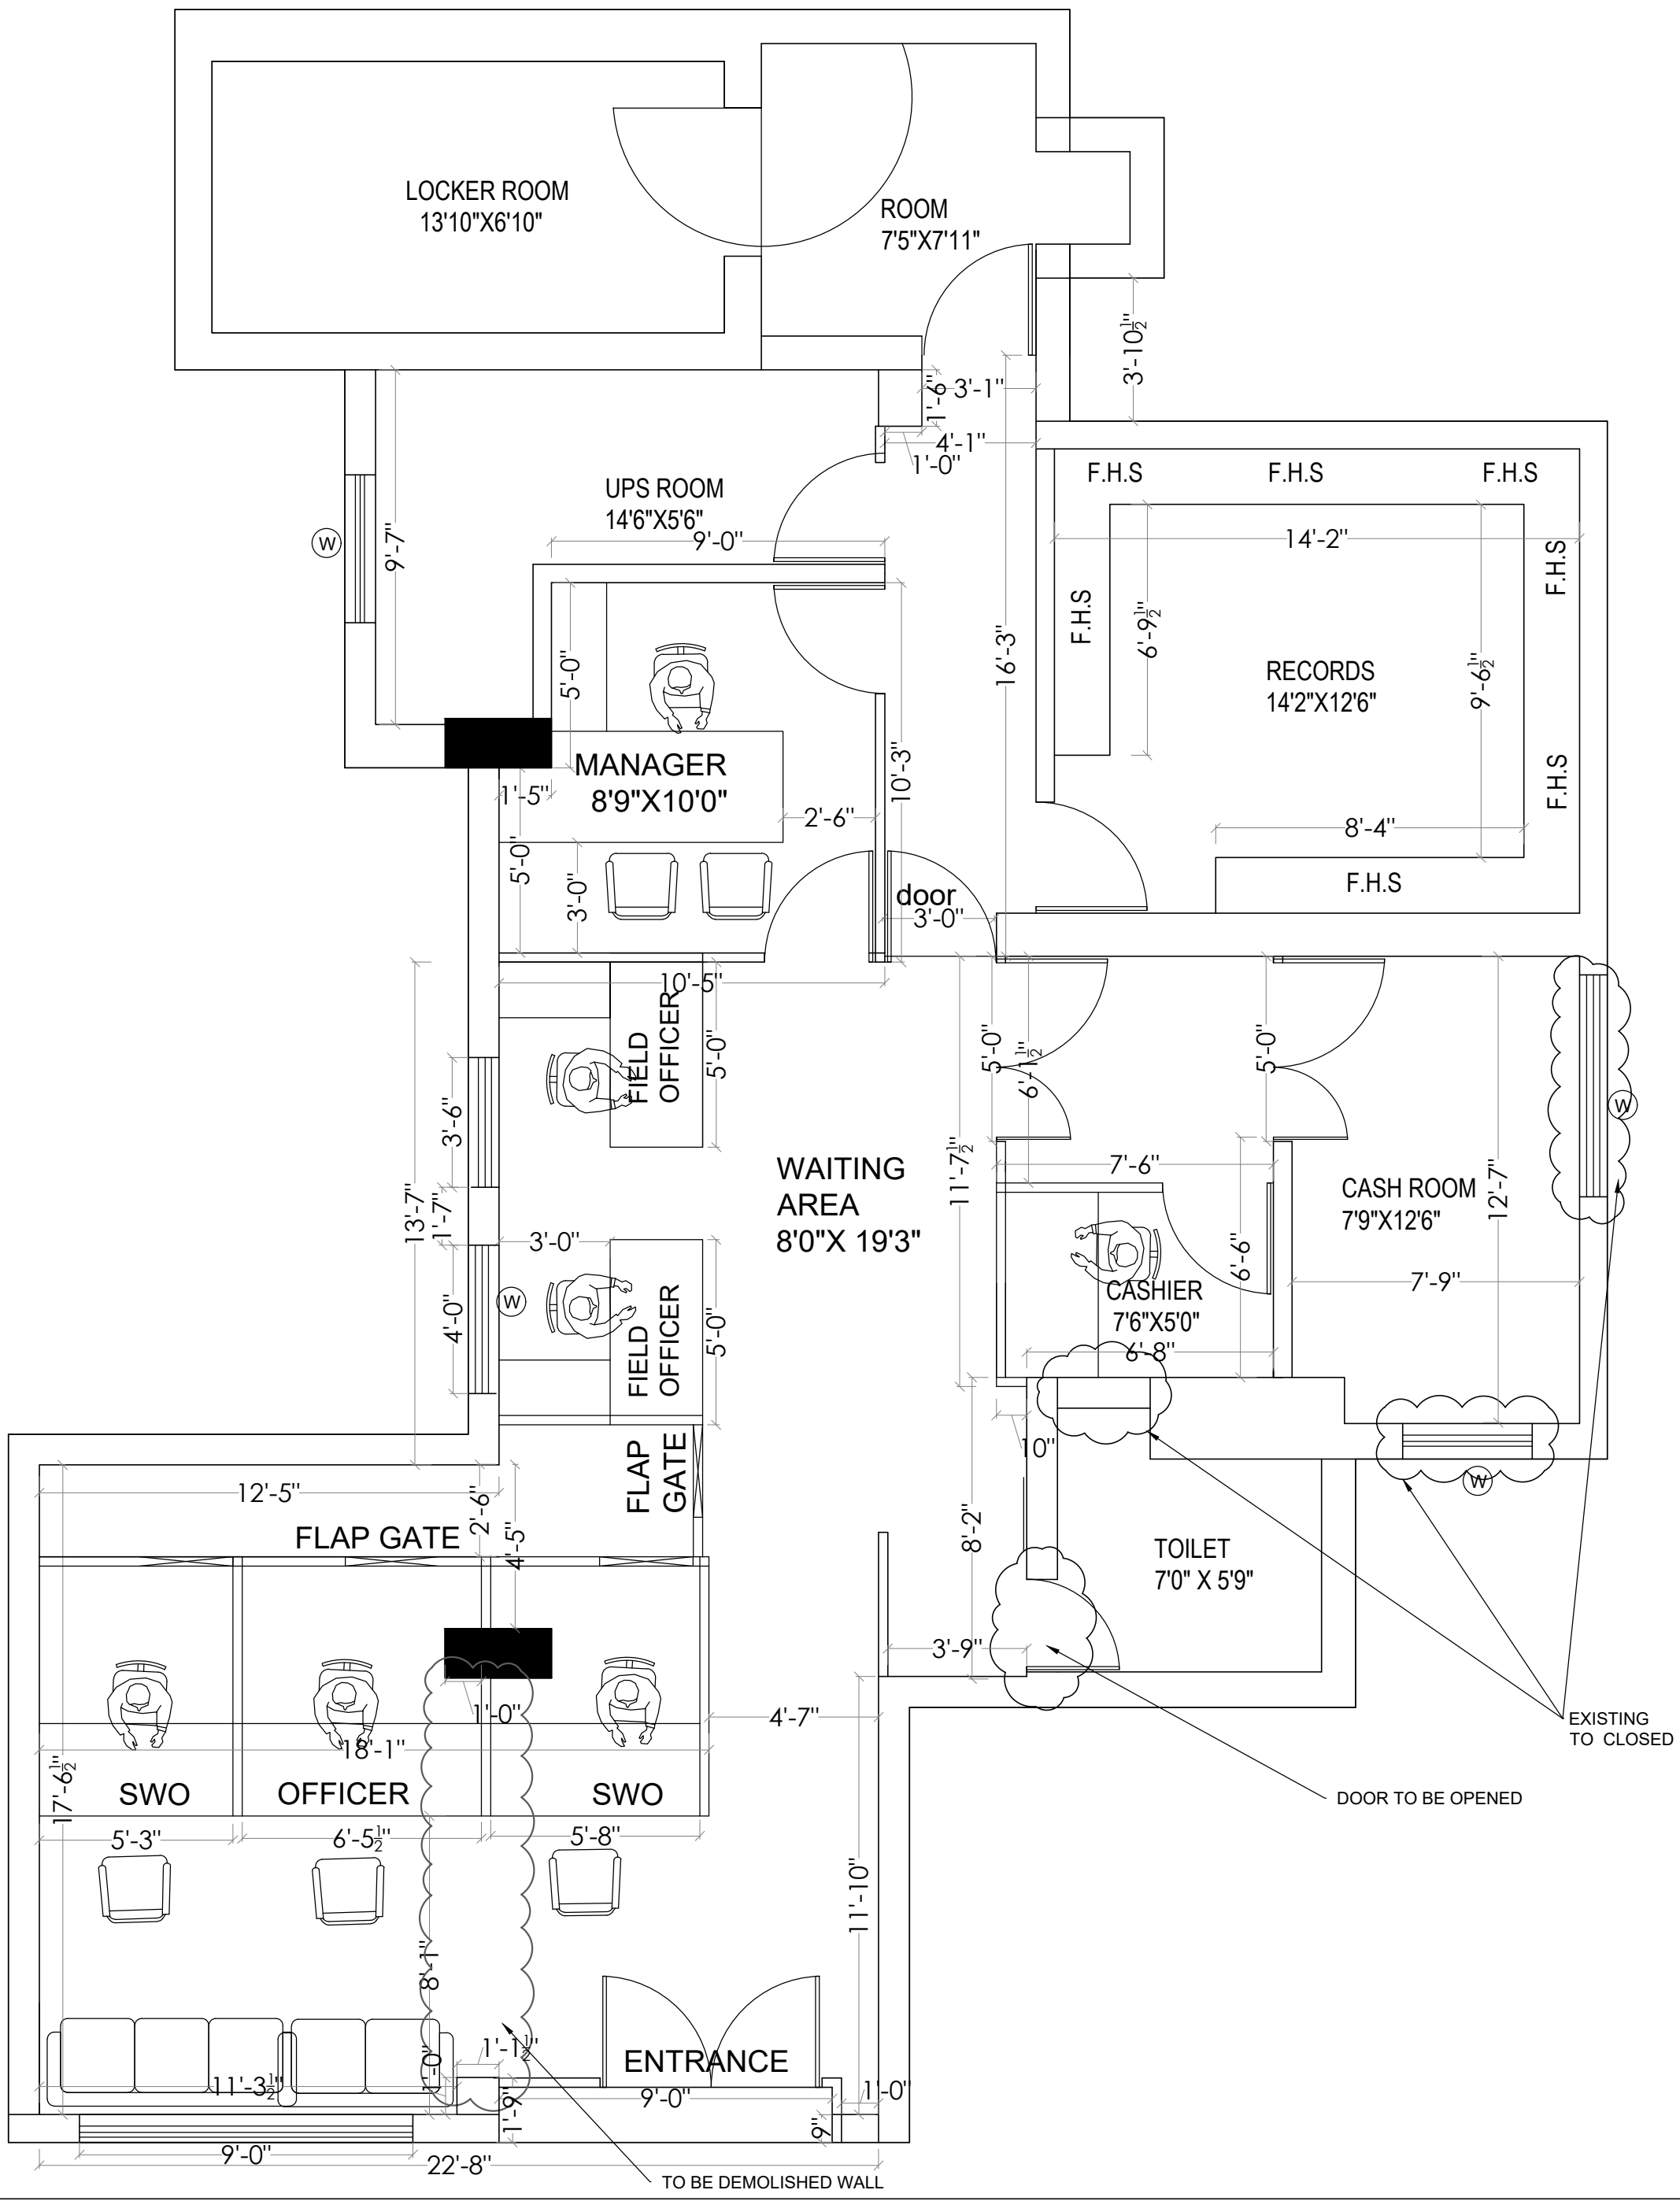 LOCKER ROOM
13'10"X6'10"
ROOM
7'5"X7'11"
3'-10½"
1'-6"
3'-1"
4'-1"
1'-0"
F.H.S
F.H.S
F.H.S
UPS ROOM
14'6"X5'6"
9'-0"
W
9'-7"
14'-2"
F.H.S
F.H.S
6'-9½"
5'-0"
16'-3"
RECORDS
14'2"X12'6"
9'-6½"
MANAGER
8'9"X10'0"
10'-3"
1'-5"
2'-6"
F.H.S
8'-4"
5'-0"
3'-0"
F.H.S
door
3'-0"
10'-5"
FIELD
OFFICER
5'-0"
5'-0"
6'-1½"
5'-0"
3'-6"
W
13'-7"
1'-7"
WAITING
AREA
8'0"X 19'3"
11'-7½"
7'-6"
CASH ROOM
7'9"X12'6"
12'-7"
3'-0"
6'-6"
7'-9"
4'-0"
W
CASHIER
7'6"X5'0"
FIELD
OFFICER
5'-0"
6'-8"
10"
FLAP
GATE
W
12'-5"
2'-6"
4'-5"
FLAP GATE
8'-2"
TOILET
7'0" X 5'9"
3'-9"
1'-0"
4'-7"
EXISTING
TO CLOSED
18'-1"
17'-6½"
SWO
OFFICER
SWO
DOOR TO BE OPENED
5'-3"
6'-5½"
5'-8"
11'-10"
8'-1"
1'-1½"
1'-0"
ENTRANCE
11'-3½"
1'-9"
9'-0"
1'-0"
9"
9'-0"
22'-8"
TO BE DEMOLISHED WALL